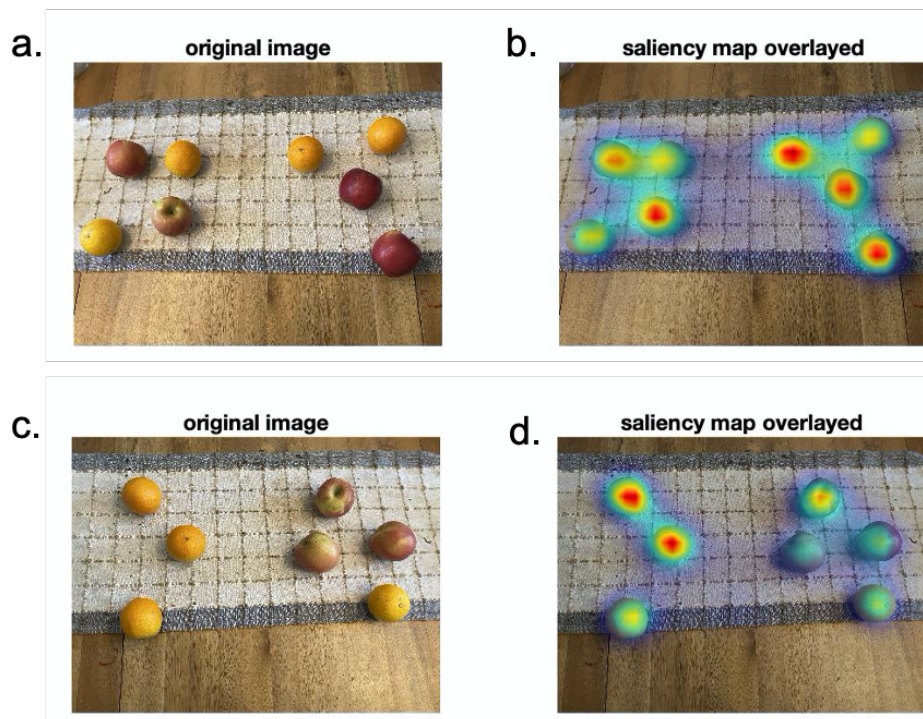 a.
original image
b.
saliency map overlayed
c.
original image
d.
saliency map overlayed